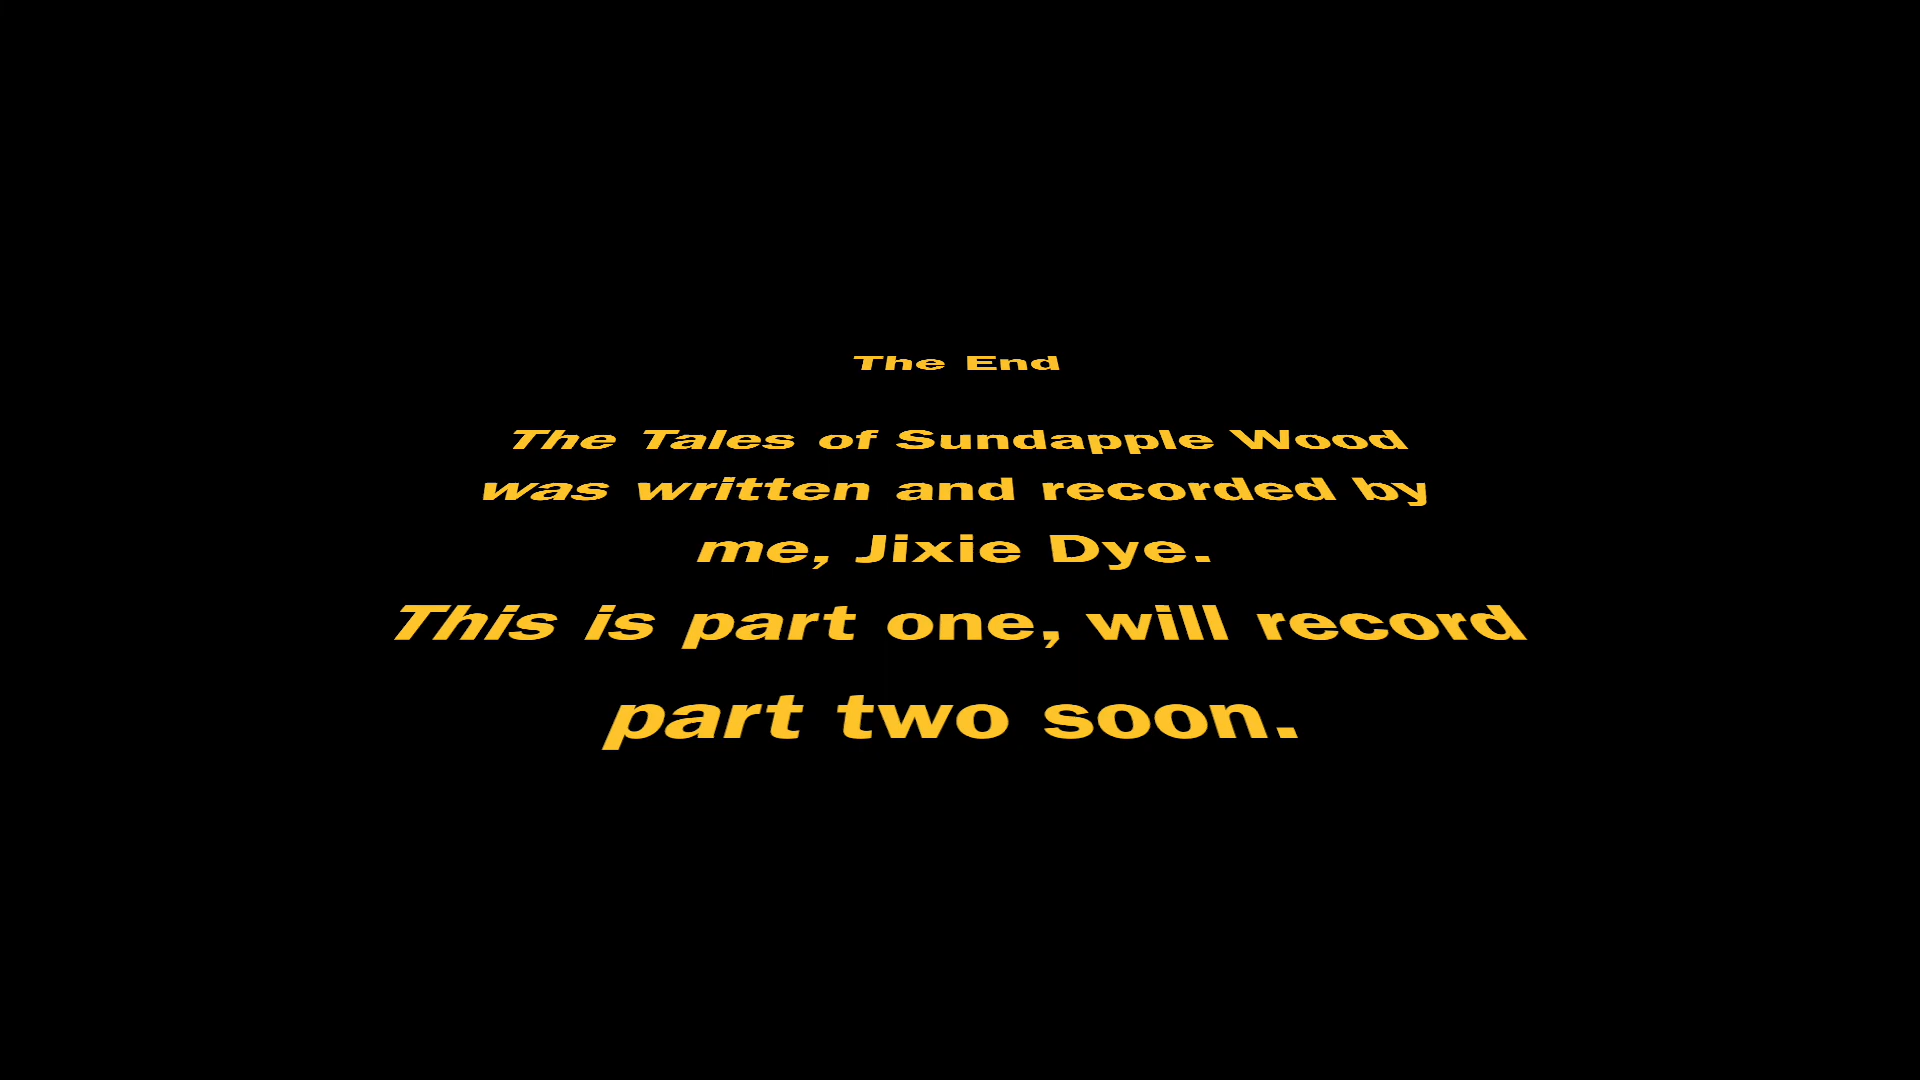 The End
The Tales of Sundapple Wood
was written and recorded by
me, Jixie Dye.
This is part one, will record
part two soon.